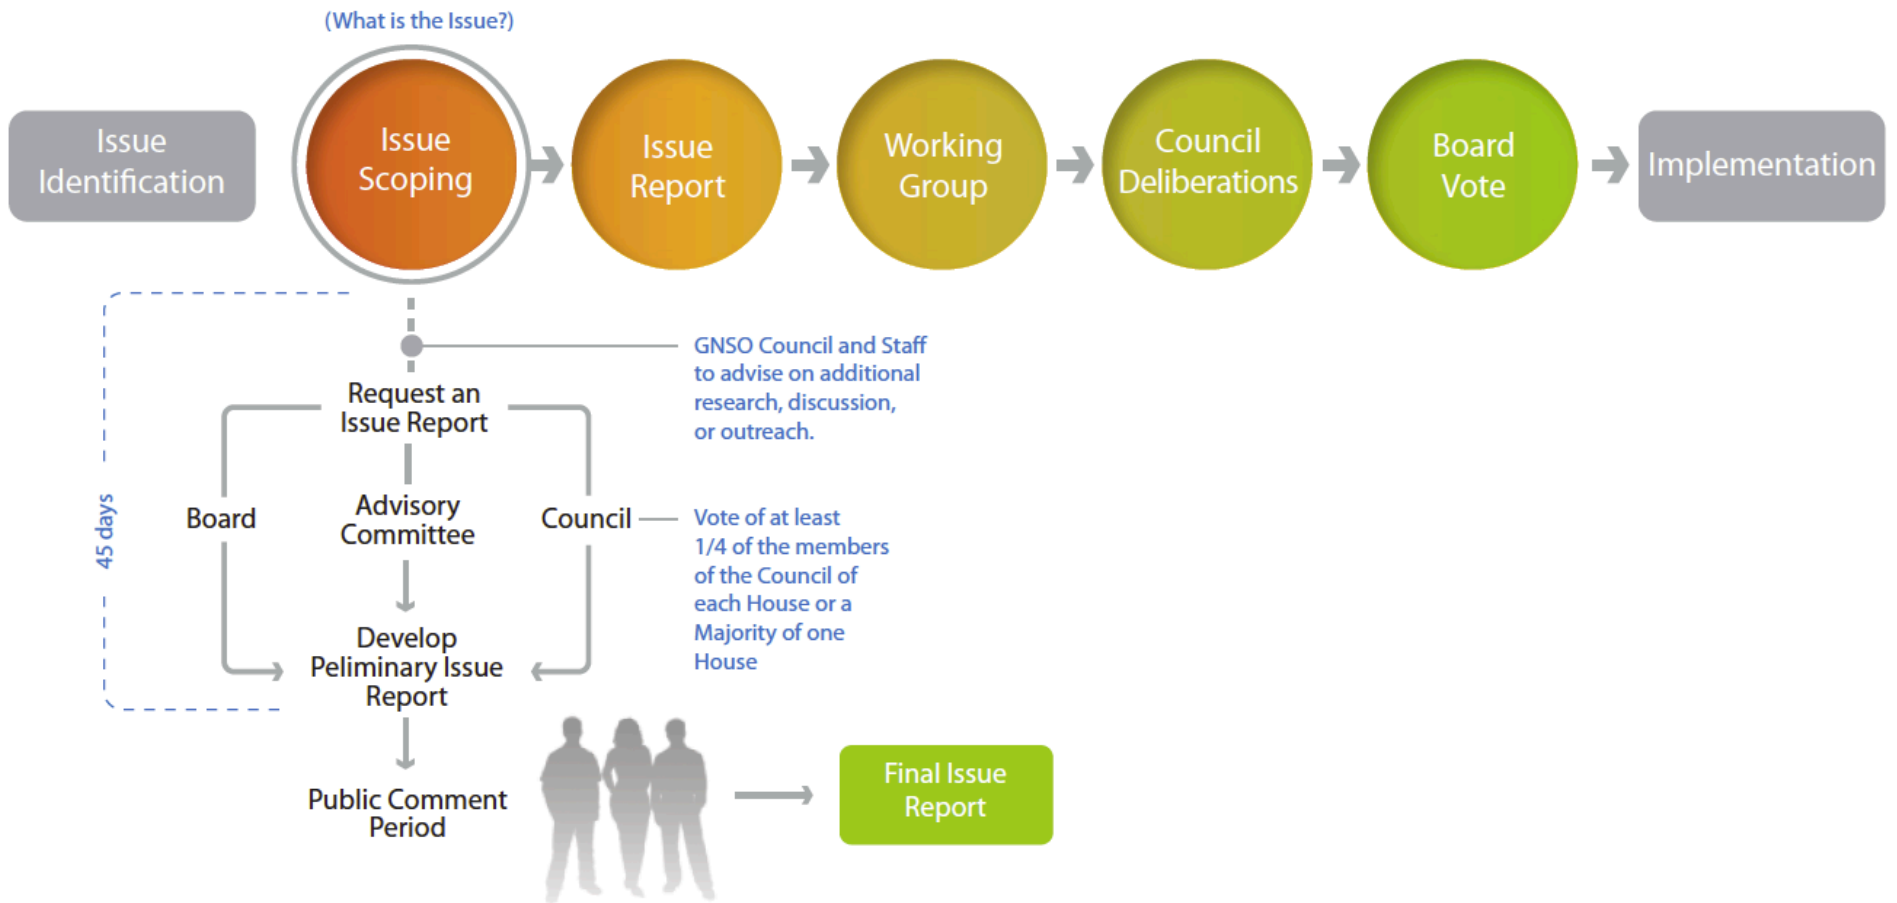 (What is the Issue?)
Issue
Identification
Issue
Scoping
Issue
Report
Working
Group
Council
Deliberations
Board
Vote
Implementation
GNSO Council and Staff
to advise on additional
research, discussion,
or outreach.
Request an
Issue Report
45 days
Board
Advisory
Committee
Council
Vote of at least
1/4 of the members
of the Council of
each House or a
Majority of one
House
Develop
Peliminary Issue
Report
Public Comment
Period
Final Issue
Report